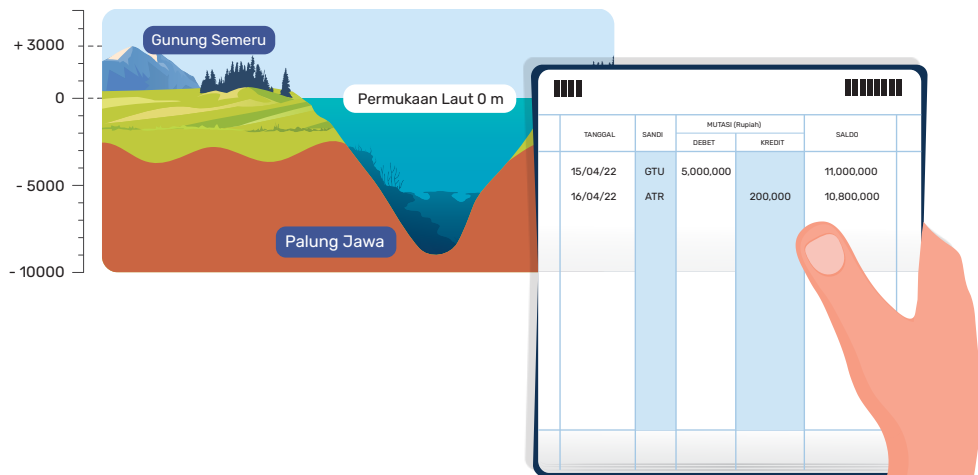 + 3000
0
- 5000
- 10000
Gunung Semeru
Permukaan Laut 0 m
Palung Jawa
TANGGAL SANDI MUTASI (Rupiah) SALDO
DEBET KREDIT
15/04/22 GTU 5,000,000 11,000,000
16/04/22 ATR 200,000 10,800,000